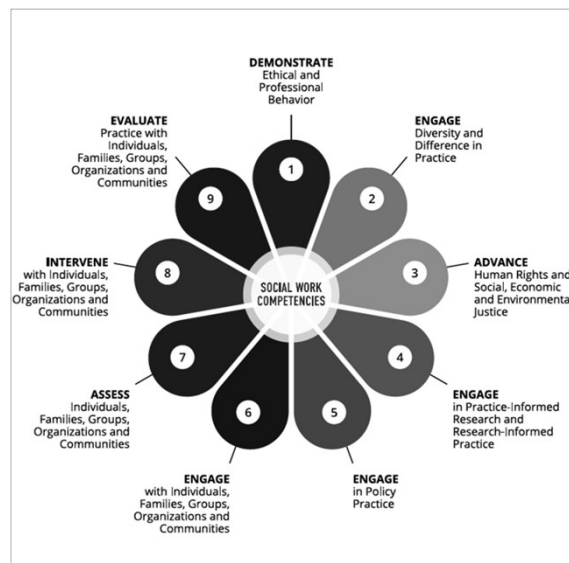 DEMONSTRATE
Ethical and
Professional
Behavior
1
ENGAGE
Diversity and
Difference in
Practice
2
ADVANCE
Human Rights and
Social, Economic
and Environmenta
Justice
3
ENGAGE
in Practice-Informed
Research and
Research-Informed
Practice
4
ENGAGE
in Policy
Practice
5
ENGAGE
with Individuals,
Families, Groups,
Organizations and
Communities
6
ASSESS
Individuals,
Families, Groups,
Organizations and
Communities
7
INTERVENE
with Individuals,
Families, Groups,
Organizations and
Communities
8
EVALUATE
Practice with
Individuals,
Families, Groups,
Organizations and
Communities
9
SOCIAL WORK
COMPETENCIES